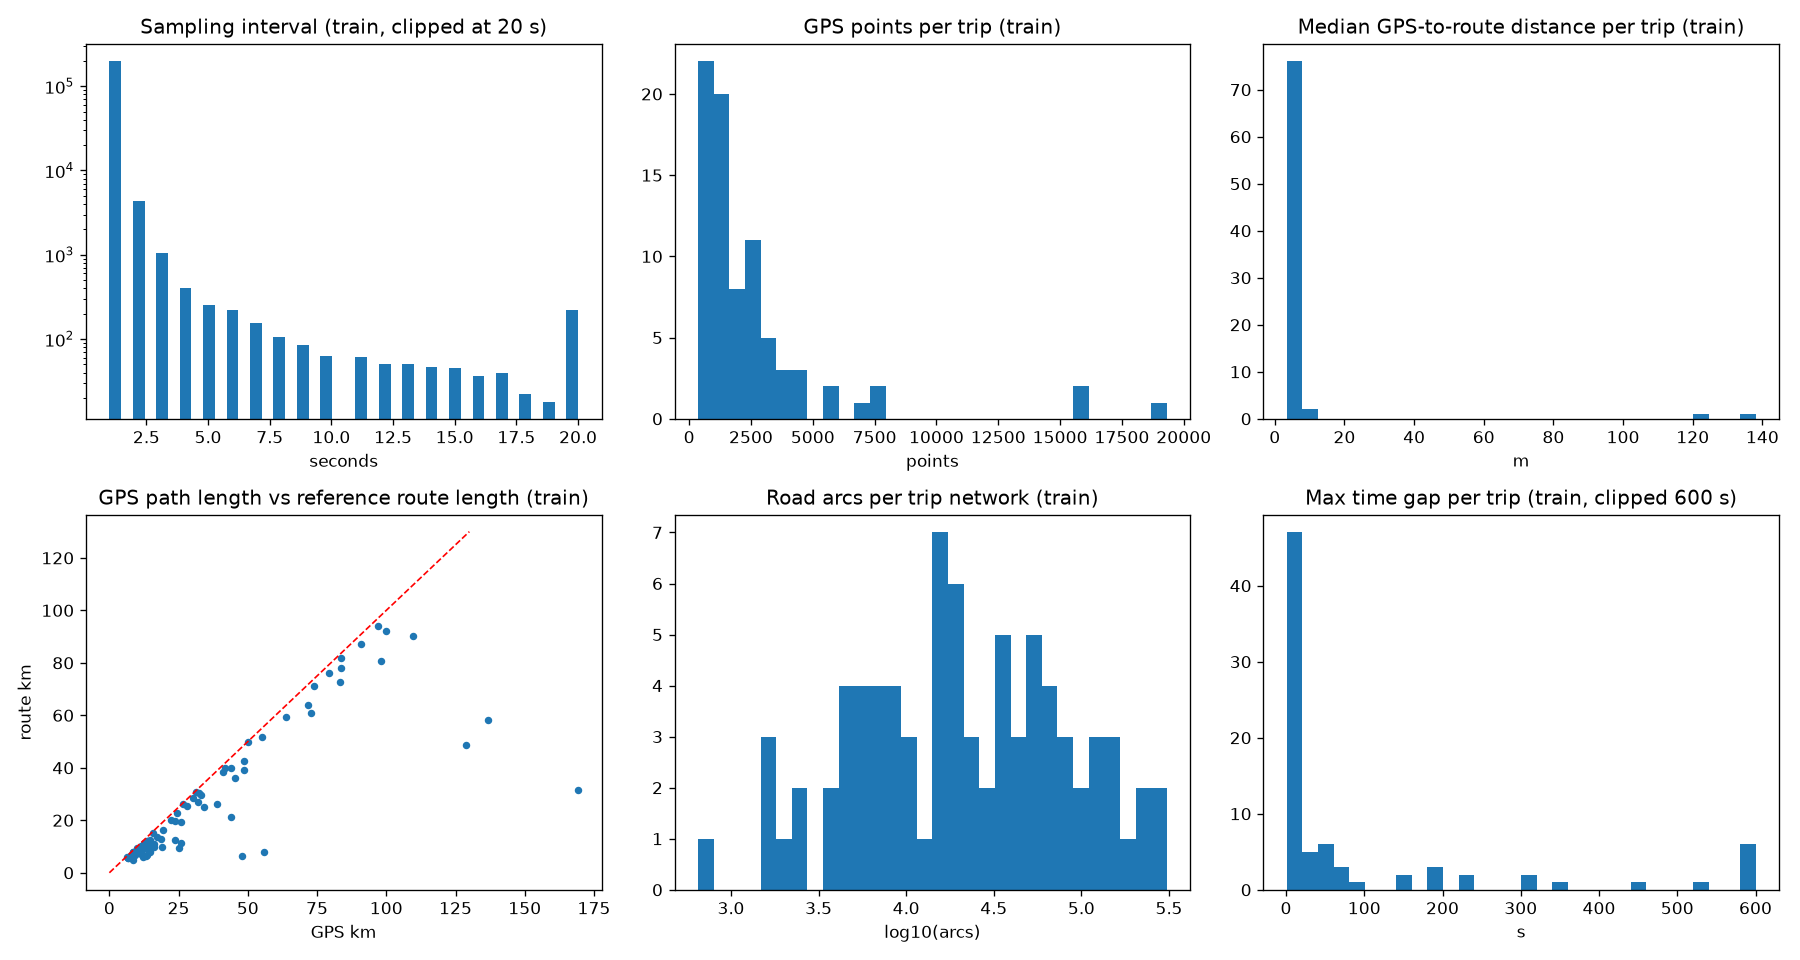 Sampling interval (train, clipped at 20 s)
10^5
10^4
10^3
10^2
2.5 5.0 7.5 10.0 12.5 15.0 17.5 20.0
seconds
GPS points per trip (train)
20
15
10
5
0
0 2500 5000 7500 10000 12500 15000 17500 20000
points
Median GPS-to-route distance per trip (train)
70
60
50
40
30
20
10
0
0 20 40 60 80 100 120 140
m
GPS path length vs reference route length (train)
route km
120
100
80
60
40
20
0
0 25 50 75 100 125 150 175
GPS km
Road arcs per trip network (train)
7
6
5
4
3
2
1
0
3.0 3.5 4.0 4.5 5.0 5.5
log10(arcs)
Max time gap per trip (train, clipped 600 s)
40
30
20
10
0
0 100 200 300 400 500 600
s